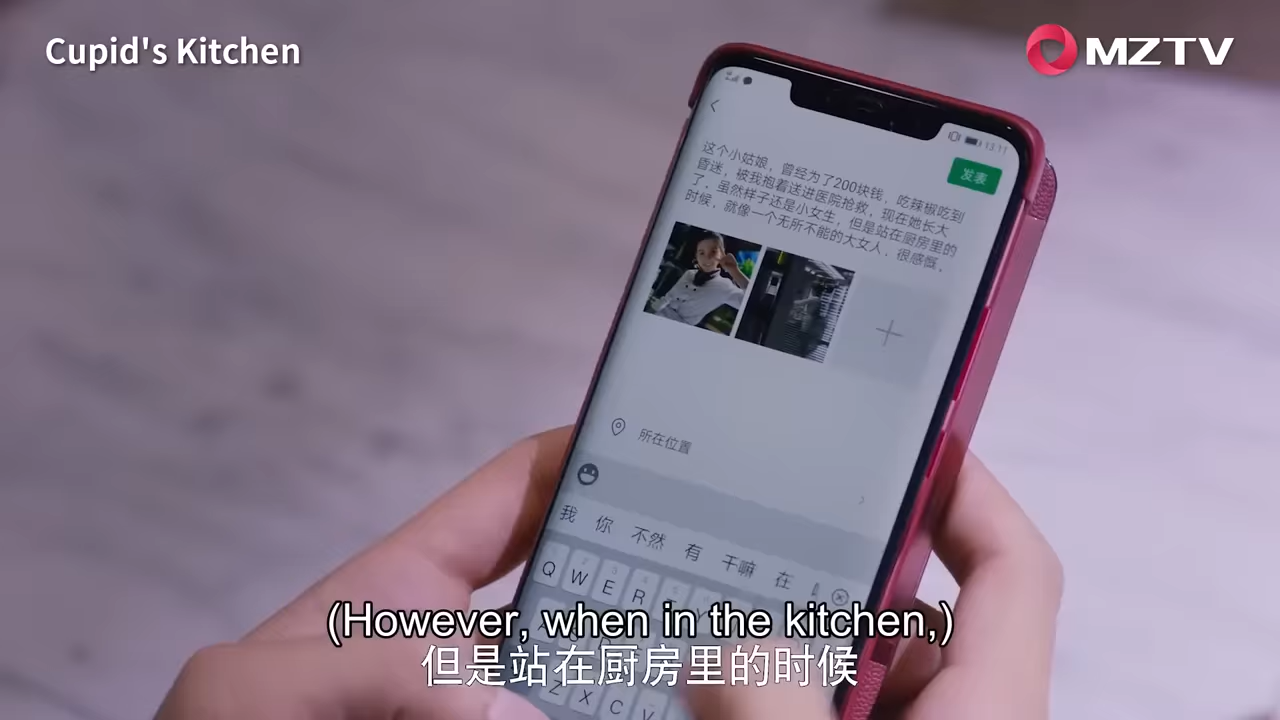 Cupid's Kitchen
MZTV
发表
这个小姑娘,曾经为了200块钱,吃辣椒吃到
昏迷,被我抱着送进医院抢救,现在她长大
了,虽然样子还是小女生,但是站在厨房里的
时候,就像一个无所不能的大女人,很感慨。
所在位置
我 你 不然 有 干嘛 在
Q W E R
Z X C V
(However, when in the kitchen,)
但是站在厨房里的时候